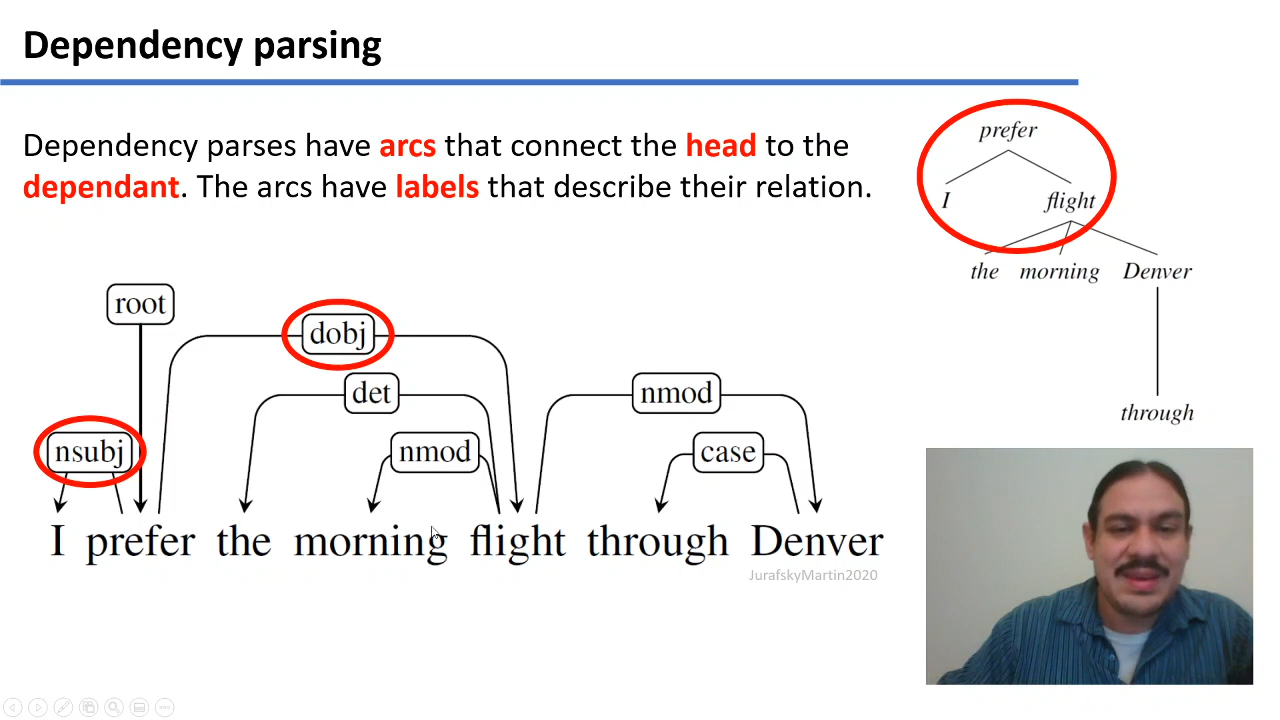 Dependency parsing
Dependency parses have arcs that connect the head to the
dependant. The arcs have labels that describe their relation.
prefer
I flight
the morning Denver
through
root
dobj
det nmod
nsubj nmod case
I prefer the morning flight through Denver
JurafskyMartin2020